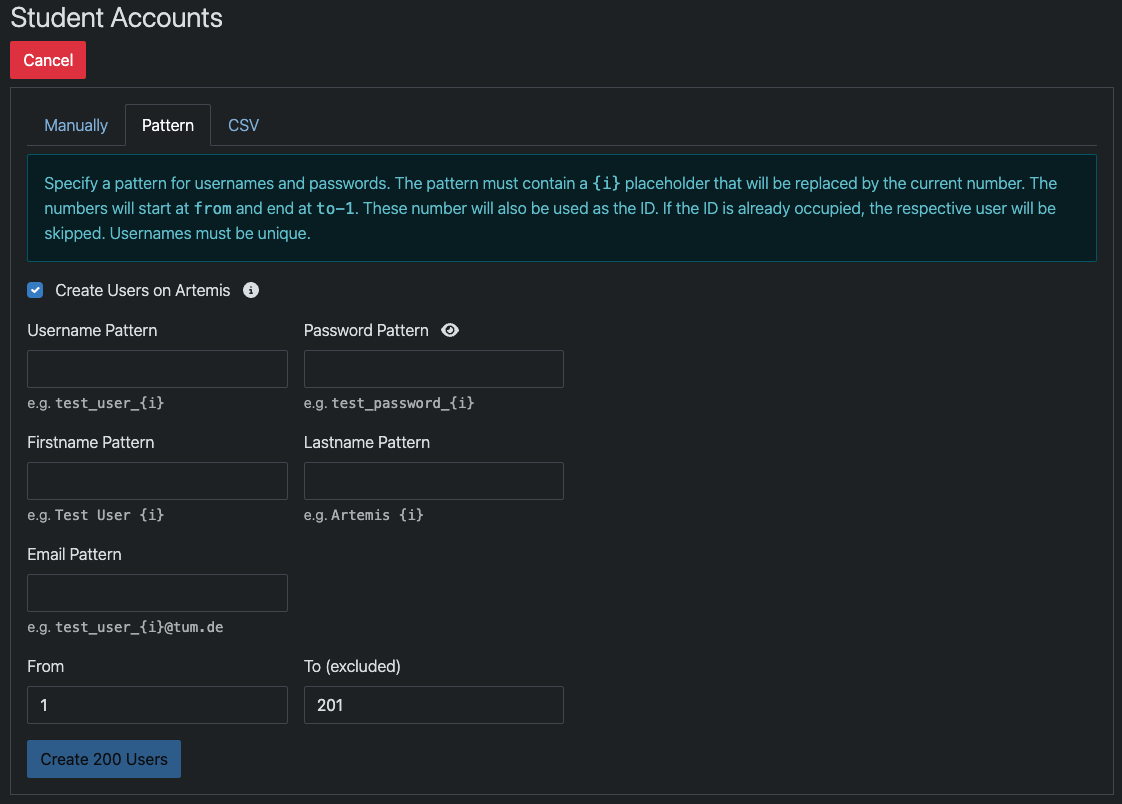 Student Accounts
Cancel
Manually Pattern CSV
Specify a pattern for usernames and passwords. The pattern must contain a {i} placeholder that will be replaced by the current number. The
numbers will start at from and end at to-1. These number will also be used as the ID. If the ID is already occupied, the respective user will be
skipped. Usernames must be unique.
Create Users on Artemis
Username Pattern Password Pattern
e.g. test_user_{i} e.g. test_password_{i}
Firstname Pattern Lastname Pattern
e.g. Test User {i} e.g. Artemis {i}
Email Pattern
e.g. test_user_{i}@tum.de
From To (excluded)
1 201
Create 200 Users